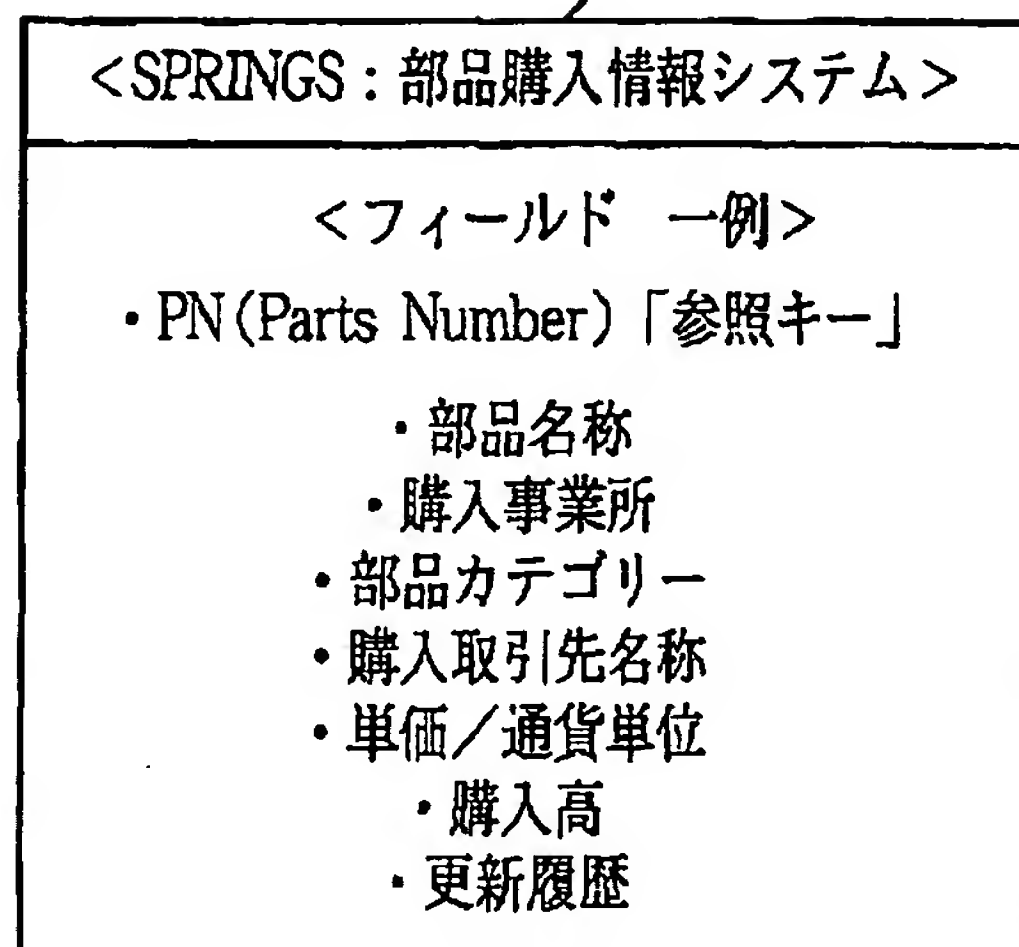 <SPRINGS:部品購入情報システム>
<フィールド 一例>
・PN(Parts Number)「参照キー」
・部品名称
・購入事業所
・部品カテゴリー
・購入取引先名称
・単価/通貨単位
・購入高
・更新履歴